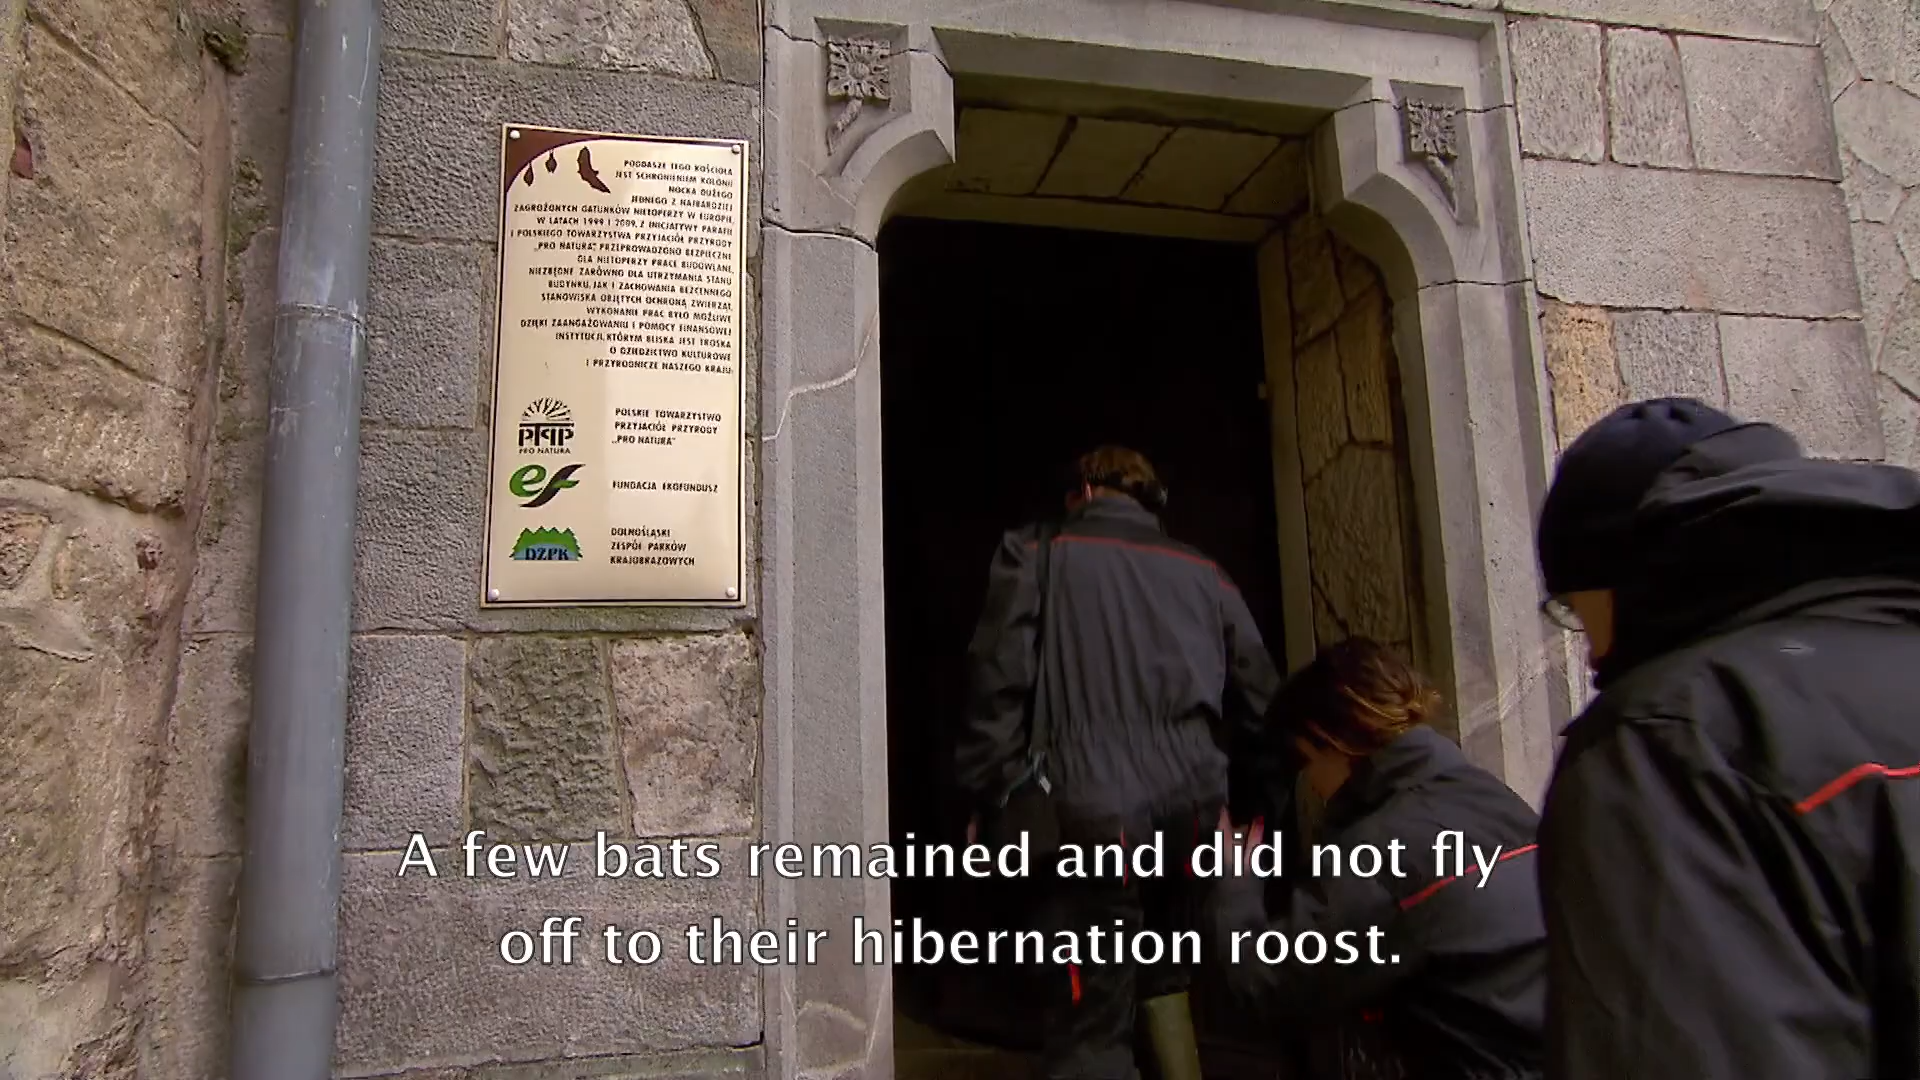 PODDASZE TEGO KOŚCIOŁA
JEST SCHRONIENIEM KOLONII
NOCKA DUŻEGO
JEDNEGO Z NAJBARDZIEJ
ZAGROŻONYCH GATUNKÓW NIETOPERZY W EUROPIE.
W LATACH 1999 I 2009, Z INICJATYWY PARAFII
I POLSKIEGO TOWARZYSTWA PRZYJACIÓŁ PRZYRODY
„PRO NATURA”, PRZEPROWADZONO BEZPIECZNE
DLA NIETOPERZY PRACE BUDOWLANE,
NIEZBĘDNE ZARÓWNO DLA UTRZYMANIA STANU
BUDYNKU, JAK I ZACHOWANIA BEZCENNEGO
STANOWISKA OBJĘTYCH OCHRONĄ ZWIERZĄT.
WYKONANIE PRAC BYŁO MOŻLIWE
DZIĘKI ZAANGAŻOWANIU I POMOCY FINANSOWEJ
INSTYTUCJI, KTÓRYM BLISKA JEST TROSKA
O DZIEDZICTWO KULTUROWE
I PRZYRODNICZE NASZEGO KRAJU:
PTPP
PRO NATURA
POLSKIE TOWARZYSTWO
PRZYJACIÓŁ PRZYRODY
„PRO NATURA”
ef
FUNDACJA EKOFUNDUSZ
DZPK
DOLNOŚLĄSKI
ZESPÓŁ PARKÓW
KRAJOBRAZOWYCH
A few bats remained and did not fly
off to their hibernation roost.